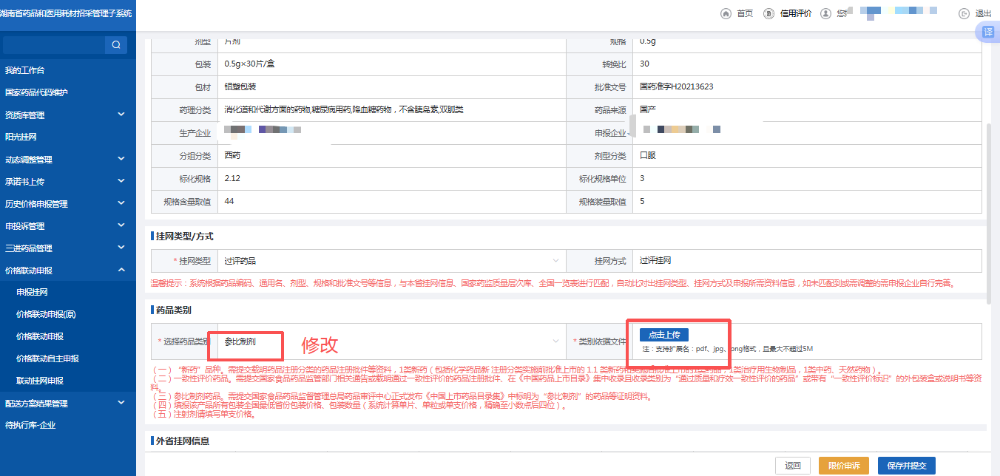 湖南省药品和医用耗材招采管理子系统
首页 信用评价 您 退出
译
我的工作台
国家药品代码维护
资质库管理
阳光挂网
动态调整管理
承诺书上传
历史价格申报管理
申投诉管理
三进药品管理
价格联动申报
申报挂网
价格联动申报(原)
价格联动申报
价格联动自主申报
联动挂网申报
配送方案结果管理
待执行库-企业
剂型 片剂 规格 0.5g
包装 0.5g×30片/盒 转换比 30
包材 铝塑包装 批准文号 国药准字H20213623
药理分类 消化道和代谢方面的药物,糖尿病用药,降血糖药物，不含胰岛素,双胍类 药品来源 国产
生产企业 申报企业
分组分类 西药 剂型分类 口服
标化规格 2.12 标化规格单位 3
规格含量取值 44 规格装量取值 5
挂网类型/方式
* 挂网类型 过评药品 挂网方式 过评挂网
温馨提示：系统根据药品编码、通用名、剂型、规格和批准文号等信息，与本省挂网信息、国家药监质量层次库、全国一览表进行匹配，自动比对出挂网类型、挂网方式及申报所需资料信息，如未匹配到或需调整的需申报企业自行完善。
药品类别
* 选择药品类别 参比制剂 修改 * 类别依据文件 点击上传
注：支持扩展名：pdf、jpg、png格式，且最大不超过5M
（一）“新药”品种。需提交载明药品注册分类的药品注册批件等资料，1类新药（包括化学药品新 注册分类实施前批准上市的 1.1 类新药和实施后批准上市的1类药品，1类治疗用生物制品，1类中药、天然药物）。
（二）一致性评价药品。需提交国家食品药品监管部门相关通告或载明通过一致性评价的药品注册批件、在《中国药品上市目录》集中收录且收录类别为“通过质量和疗效一致性评价的药品”或带有“一致性评价标识”的外包装盒或说明书等资
料。
（三）参比制剂药品。需提交国家食品药品监督管理总局药品审评中心正式发布《中国上市药品目录集》中标明为“参比制剂”的药品等证明资料。
（四）填报该产品所有包装全国最低省份包装价格、包装数量（系统计算单片、单粒或单支价格，精确至小数点后四位）。
（五）注射剂请填写单支价格。
外省挂网信息
返回 限价申诉 保存并提交